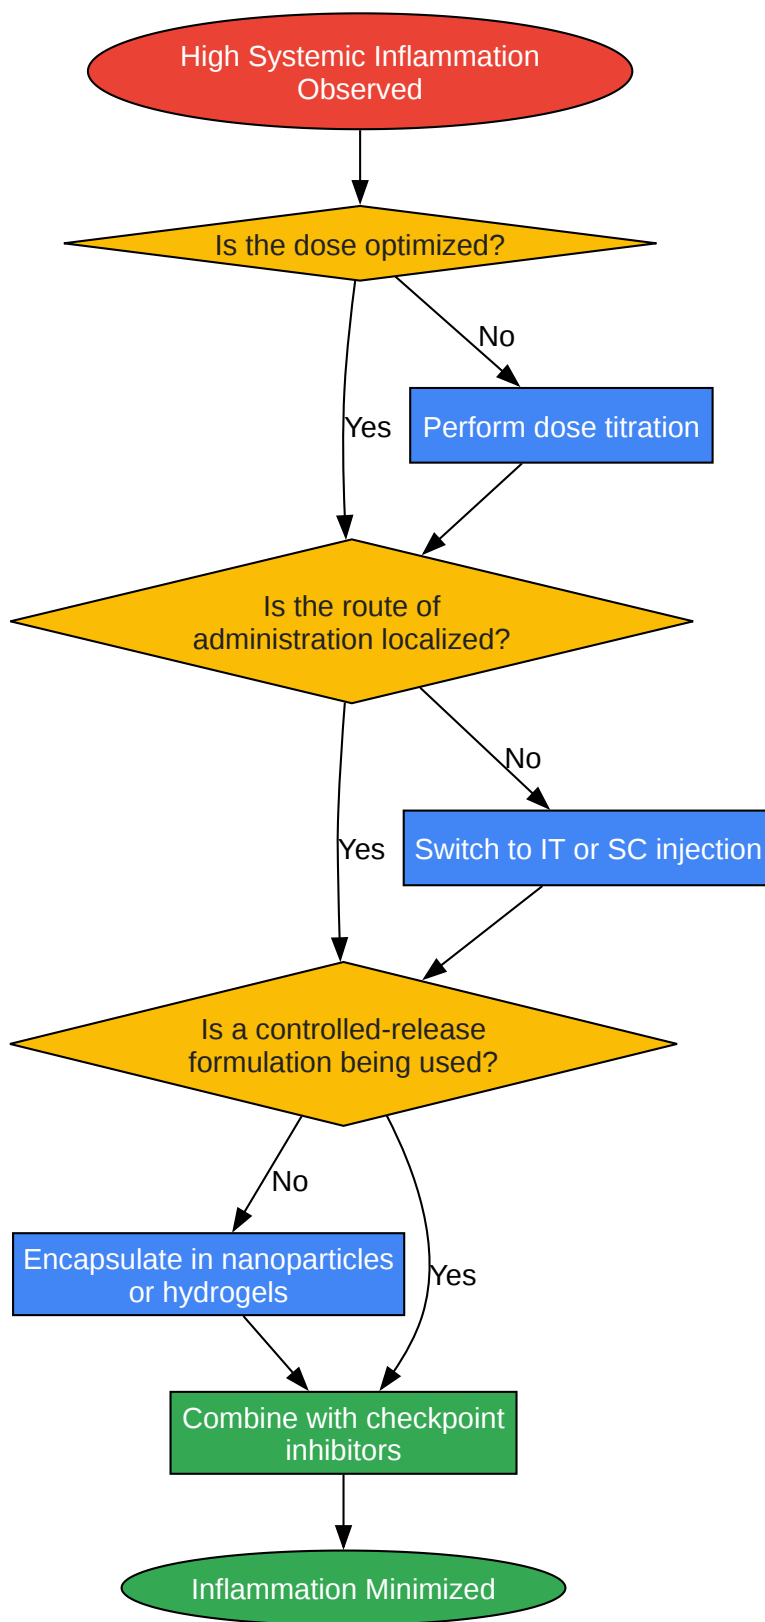 High Systemic Inflammation
Observed
Is the dose optimized?
No
Yes
Perform dose titration
Is the route of
administration localized?
No
Yes
Switch to IT or SC injection
Is a controlled-release
formulation being used?
No
Encapsulate in nanoparticles
or hydrogels
Yes
Combine with checkpoint
inhibitors
Inflammation Minimized